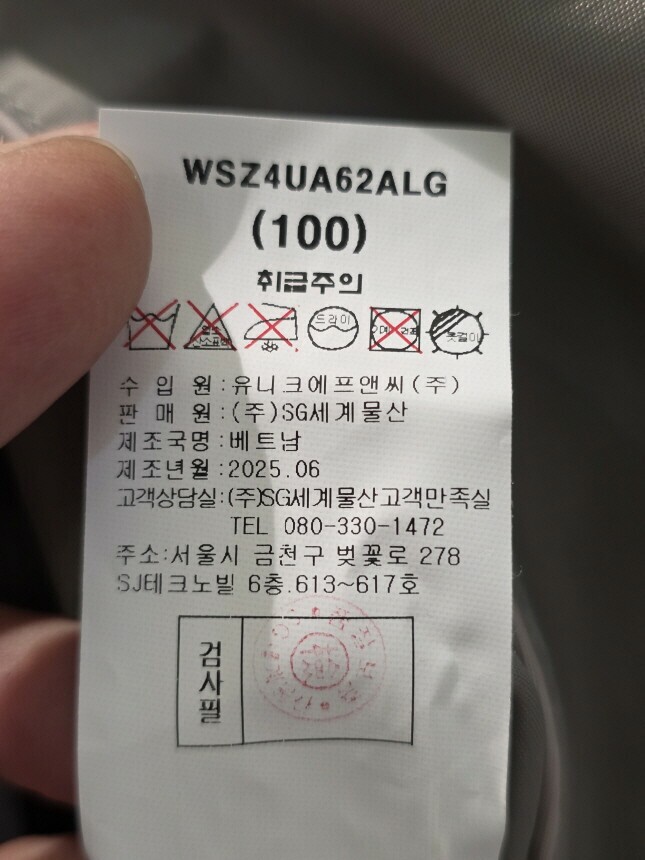 WSZ4UA62ALG
(100)
취급주의
드라이
옷걸이
수 입 원:유니크에프앤씨(주)
판 매 원:(주)SG세계물산
제조국명:베트남
제조년월:2025.06
고객상담실:(주)SG세계물산고객만족실
TEL 080-330-1472
주소:서울시 금천구 벚꽃로 278
SJ테크노빌 6층.613~617호
검사필